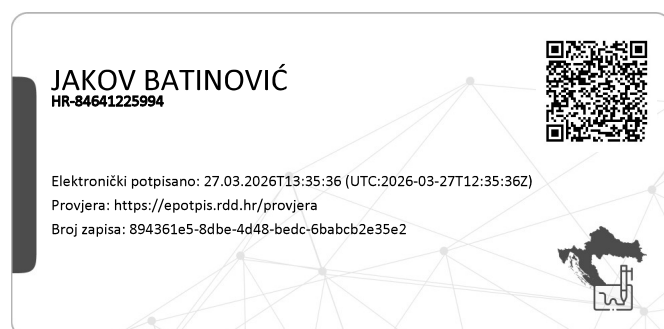 JAKOV BATINOVIĆ
HR-84641225994
Elektronički potpisano: 27.03.2026T13:35:36 (UTC:2026-03-27T12:35:36Z)
Provjera: https://epotpis.rdd.hr/provjera
Broj zapisa: 894361e5-8dbe-4d48-bedc-6babcb2e35e2